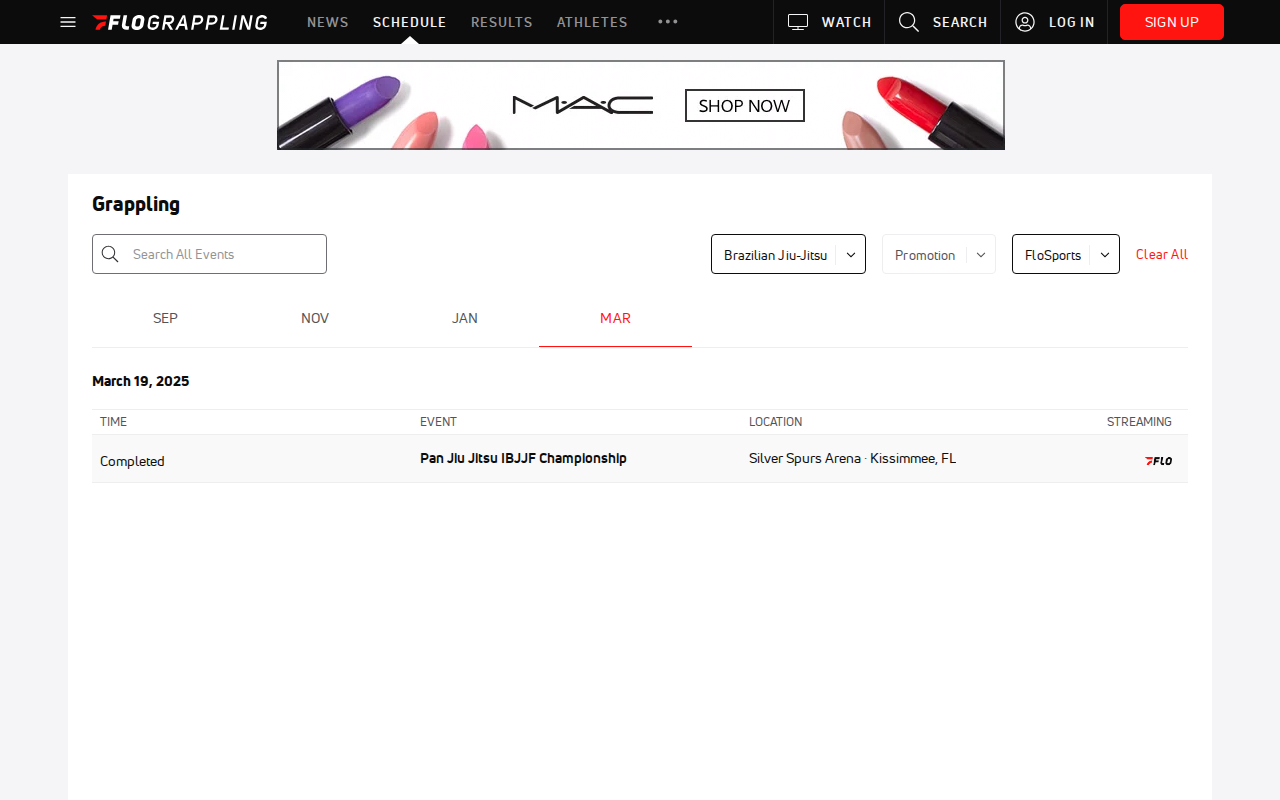 FLOGRAPPLING NEWS SCHEDULE RESULTS ATHLETES WATCH SEARCH LOG IN SIGN UP
MAC SHOP NOW
Grappling
Search All Events Brazilian Jiu-Jitsu Promotion FloSports Clear All
SEP NOV JAN MAR
March 19, 2025
TIME EVENT LOCATION STREAMING
Completed Pan Jiu Jitsu IBJJF Championship Silver Spurs Arena · Kissimmee, FL FLO